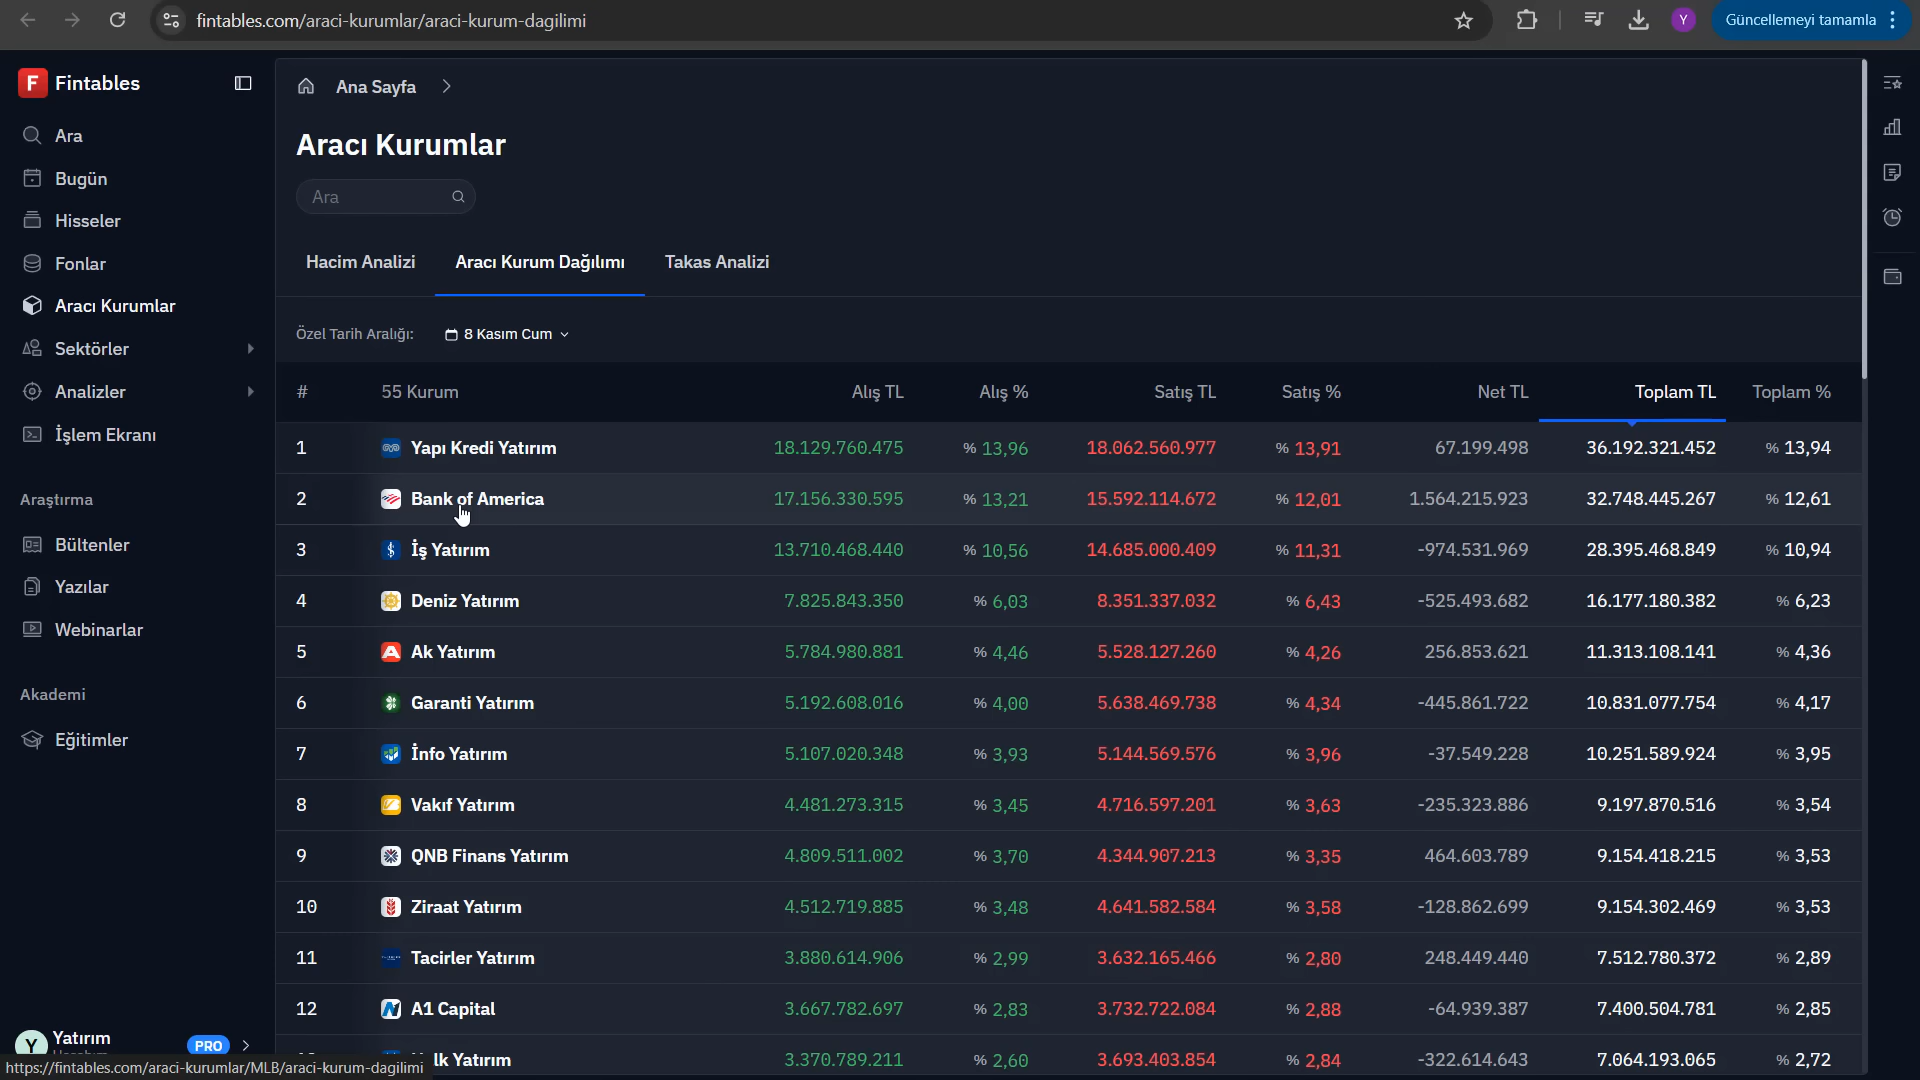 fintables.com/araci-kurumlar/araci-kurum-dagilimi
Y
Güncellemeyi tamamla
F Fintables
Ara
Bugün
Hisseler
Fonlar
Aracı Kurumlar
Sektörler
Analizler
İşlem Ekranı
Araştırma
Bültenler
Yazılar
Webinarlar
Akademi
Eğitimler
Y
Yatırım
PRO
https://fintables.com/araci-kurumlar/MLB/araci-kurum-dagilimi
Ana Sayfa
Aracı Kurumlar
Ara
Hacim Analizi Aracı Kurum Dağılımı Takas Analizi
Özel Tarih Aralığı: 8 Kasım Cum
# 55 Kurum Alış TL Alış % Satış TL Satış % Net TL Toplam TL Toplam %
1 Yapı Kredi Yatırım 18.129.760.475 % 13,96 18.062.560.977 % 13,91 67.199.498 36.192.321.452 % 13,94
2 Bank of America 17.156.330.595 % 13,21 15.592.114.672 % 12,01 1.564.215.923 32.748.445.267 % 12,61
3 İş Yatırım 13.710.468.440 % 10,56 14.685.000.409 % 11,31 -974.531.969 28.395.468.849 % 10,94
4 Deniz Yatırım 7.825.843.350 % 6,03 8.351.337.032 % 6,43 -525.493.682 16.177.180.382 % 6,23
5 Ak Yatırım 5.784.980.881 % 4,46 5.528.127.260 % 4,26 256.853.621 11.313.108.141 % 4,36
6 Garanti Yatırım 5.192.608.016 % 4,00 5.638.469.738 % 4,34 -445.861.722 10.831.077.754 % 4,17
7 İnfo Yatırım 5.107.020.348 % 3,93 5.144.569.576 % 3,96 -37.549.228 10.251.589.924 % 3,95
8 Vakıf Yatırım 4.481.273.315 % 3,45 4.716.597.201 % 3,63 -235.323.886 9.197.870.516 % 3,54
9 QNB Finans Yatırım 4.809.511.002 % 3,70 4.344.907.213 % 3,35 464.603.789 9.154.418.215 % 3,53
10 Ziraat Yatırım 4.512.719.885 % 3,48 4.641.582.584 % 3,58 -128.862.699 9.154.302.469 % 3,53
11 Tacirler Yatırım 3.880.614.906 % 2,99 3.632.165.466 % 2,80 248.449.440 7.512.780.372 % 2,89
12 A1 Capital 3.667.782.697 % 2,83 3.732.722.084 % 2,88 -64.939.387 7.400.504.781 % 2,85
lk Yatırım 3.370.789.211 % 2,60 3.693.403.854 % 2,84 -322.614.643 7.064.193.065 % 2,72